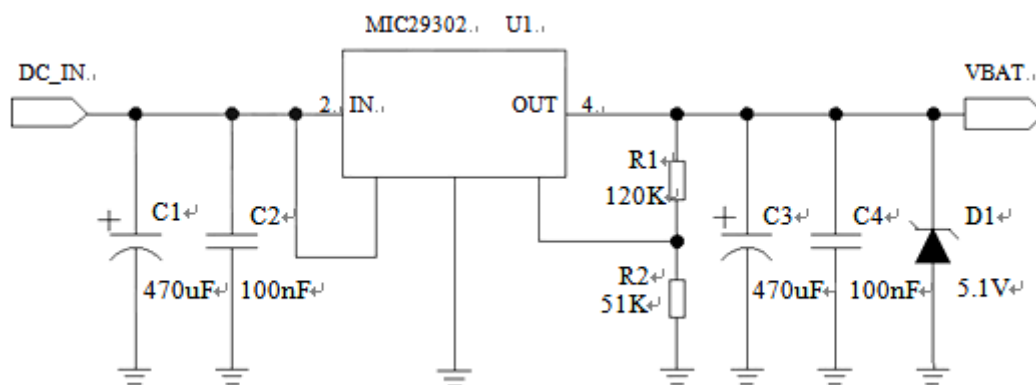 MIC29302 U1
DC_IN
VBAT
2 IN
OUT 4
R1
120K
C1
C2
C3
C4
D1
R2
51K
470uF
100nF
470uF
100nF
5.1V